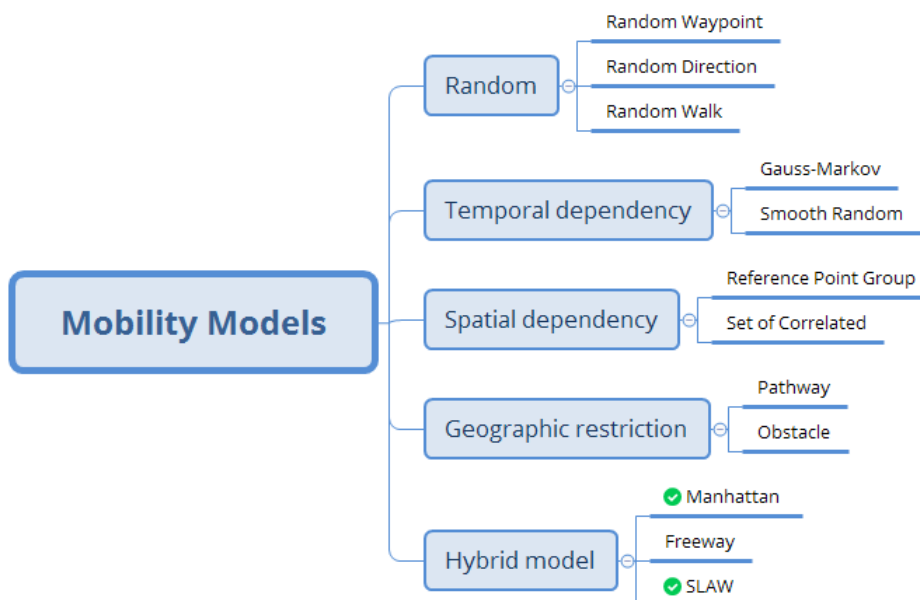 Mobility Models
Random
Random Waypoint
Random Direction
Random Walk
Temporal dependency
Gauss-Markov
Smooth Random
Spatial dependency
Reference Point Group
Set of Correlated
Geographic restriction
Pathway
Obstacle
Hybrid model
Manhattan
Freeway
SLAW